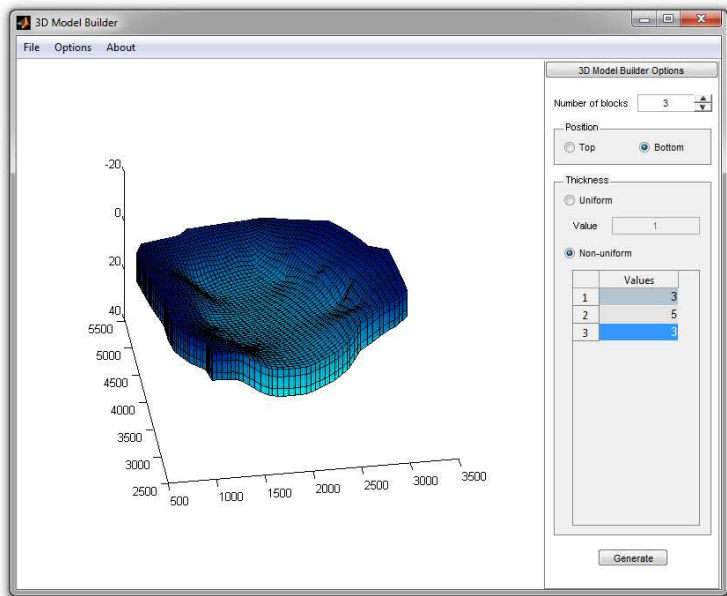 3D Model Builder
File Options About
3D Model Builder Options
Number of blocks 3
Position
Top Bottom
Thickness
Uniform
Value 1
Non-uniform
Values
1 3
2 5
3 3
Generate
-20
0
20
40
5500
5000
4500
4000
3500
3000
2500
500 1000 1500 2000 2500 3000 3500